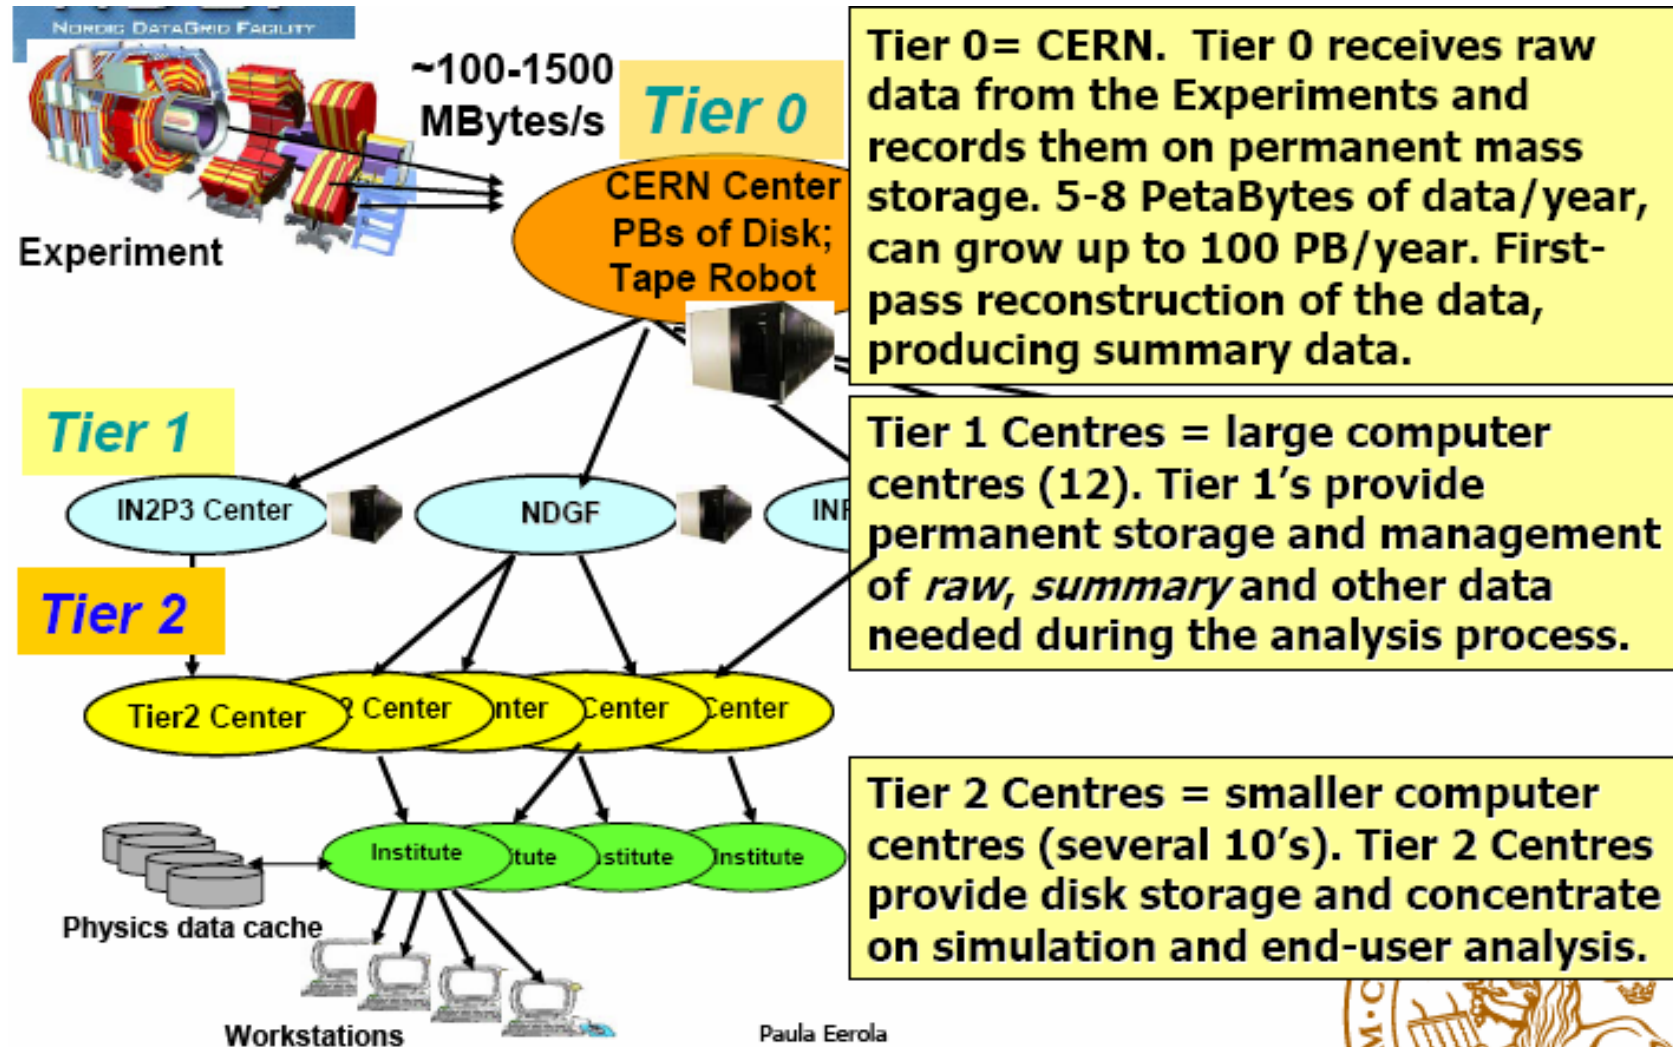 NORDIC DATAGRID FACILITY
~100-1500
MBytes/s
Tier 0
CERN Center
PBs of Disk;
Tape Robot
Experiment
Tier 0= CERN. Tier 0 receives raw
data from the Experiments and
records them on permanent mass
storage. 5-8 PetaBytes of data/year,
can grow up to 100 PB/year. First-
pass reconstruction of the data,
producing summary data.
Tier 1
IN2P3 Center
NDGF
Tier 1 Centres = large computer
centres (12). Tier 1's provide
permanent storage and management
of raw, summary and other data
needed during the analysis process.
Tier 2
Tier2 Center
2 Center
nter
Center
Center
Tier 2 Centres = smaller computer
centres (several 10's). Tier 2 Centres
provide disk storage and concentrate
on simulation and end-user analysis.
Institute
tute
stitute
Institute
Physics data cache
Workstations
Paula Eerola